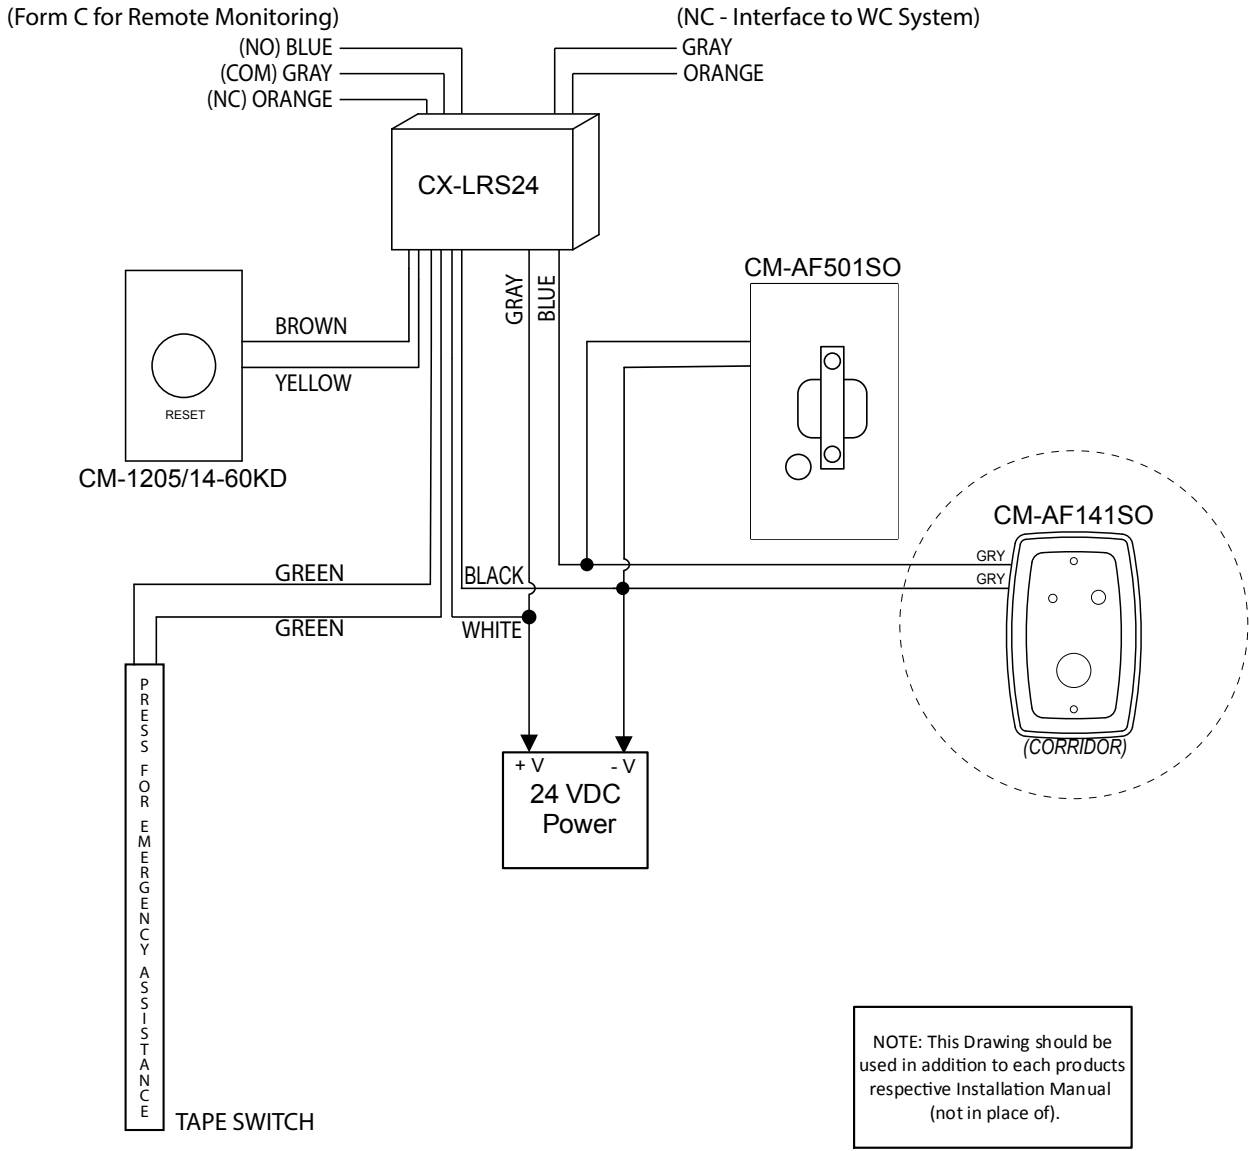 (Form C for Remote Monitoring)
(NC - Interface to WC System)
(NO) BLUE
(COM) GRAY
(NC) ORANGE
GRAY
ORANGE
CX-LRS24
GRAY
BLUE
BROWN
YELLOW
RESET
CM-1205/14-60KD
CM-AF501SO
CM-AF141SO
GRY
GRY
(CORRIDOR)
GREEN
GREEN
BLACK
WHITE
+ V
- V
24 VDC
Power
PRESS FOR EMERGENCY ASSISTANCE
TAPE SWITCH
NOTE: This Drawing should be
used in addition to each products
respective Installation Manual
(not in place of).